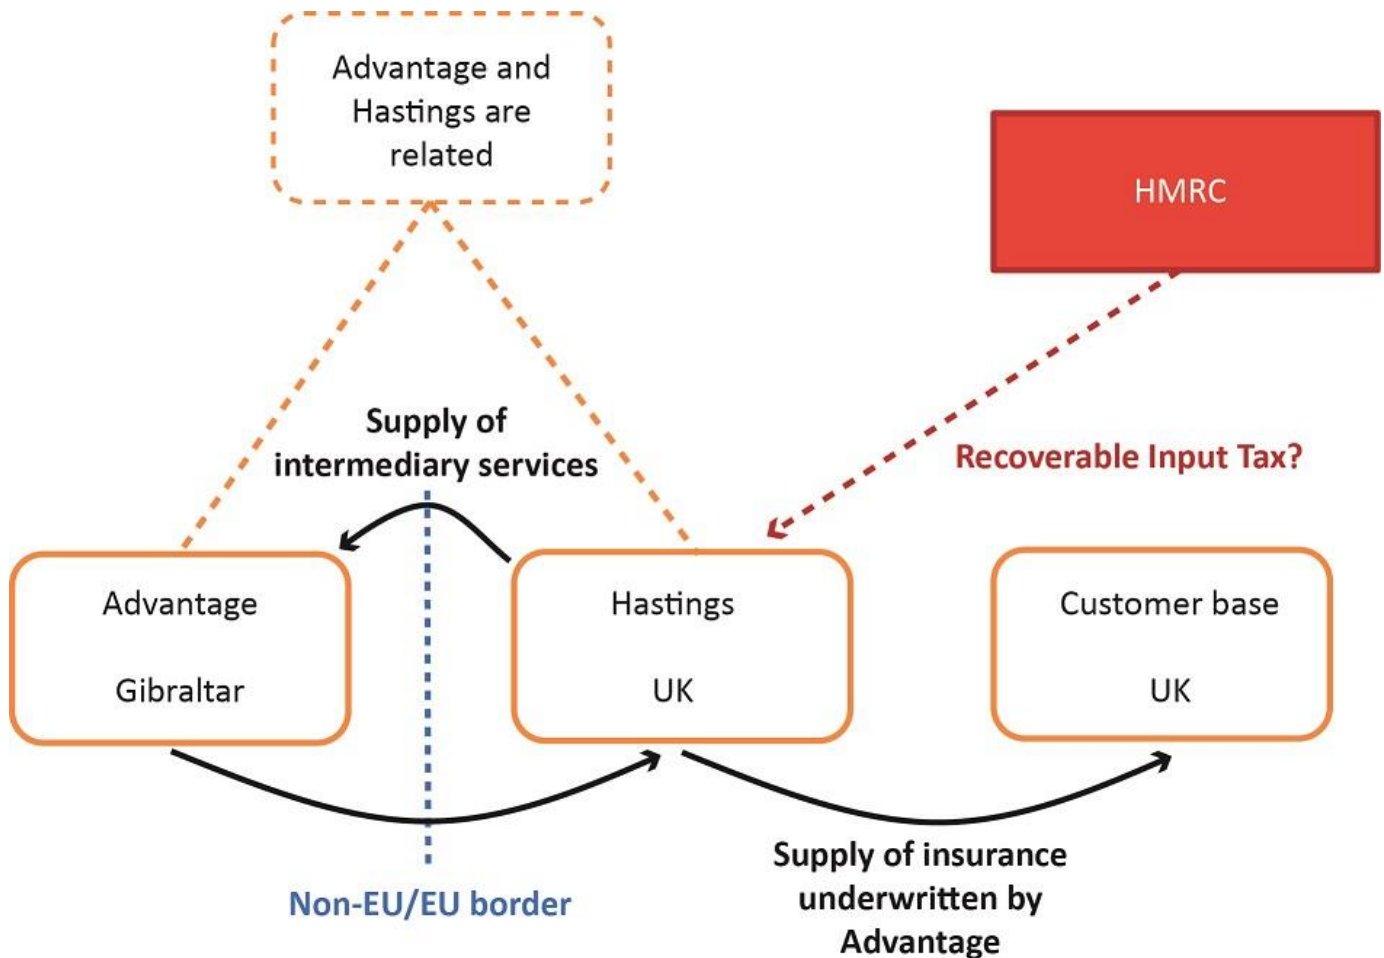 Advantage and
Hastings are
related
HMRC
Supply of
intermediary services
Recoverable Input Tax?
Advantage
Gibraltar
Hastings
UK
Customer base
UK
Non-EU/EU border
Supply of insurance
underwritten by
Advantage